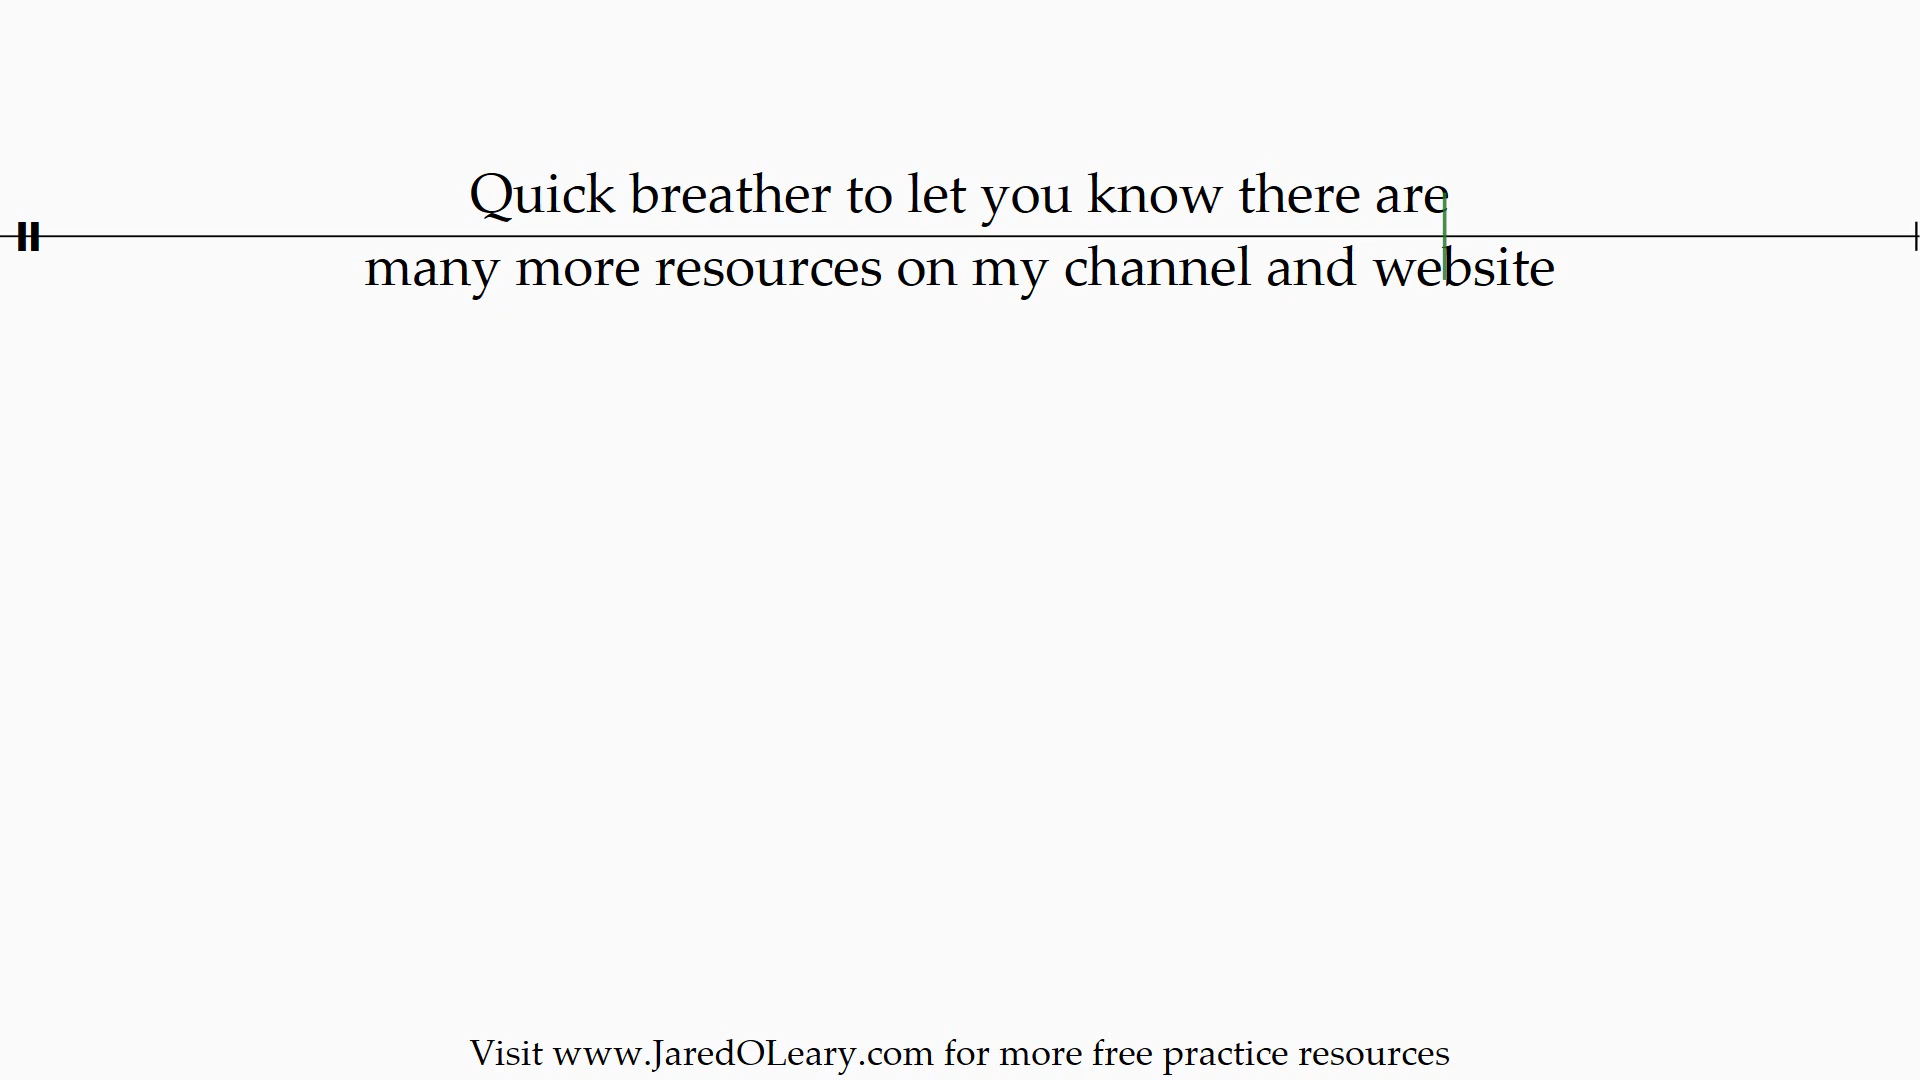 Quick breather to let you know there are
many more resources on my channel and website
Visit www.JaredOLeary.com for more free practice resources